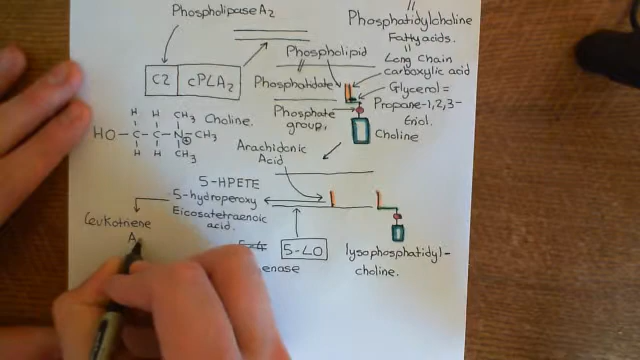 Phospholipase A2
||
Phosphatidylcholine
Fatty acids.
||
Long Chain
carboxylic acid
Phospholipid
Phosphatidate
Glycerol =
Propane-1,2,3-
triol.
C2 cPLA2
Phosphate
group.
Choline
H H CH3
HO-C-C-N-CH3
⊕
H H CH3
Choline.
Arachidonic
Acid
5-HPETE
5-hydroperoxy
Eicosatetraenoic
acid.
Leukotriene
A
5-LO
enase
lysophosphatidyl-
choline.